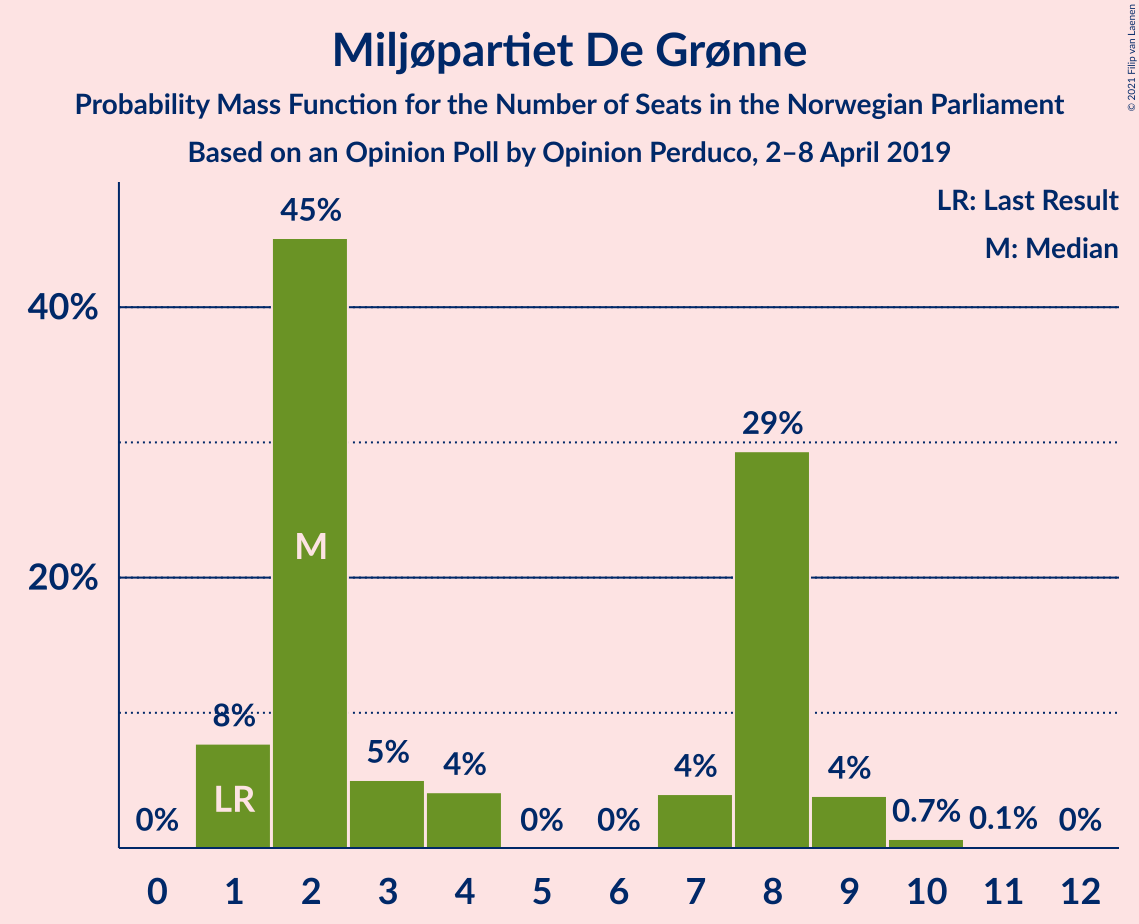 Miljøpartiet De Grønne
Probability Mass Function for the Number of Seats in the Norwegian Parliament
Based on an Opinion Poll by Opinion Perduco, 2–8 April 2019
© 2021 Filip van Laenen
LR: Last Result
M: Median
40%
20%
0%
8%
45%
5%
4%
0%
0%
4%
29%
4%
0.7%
0.1%
0%
LR
M
0 1 2 3 4 5 6 7 8 9 10 11 12